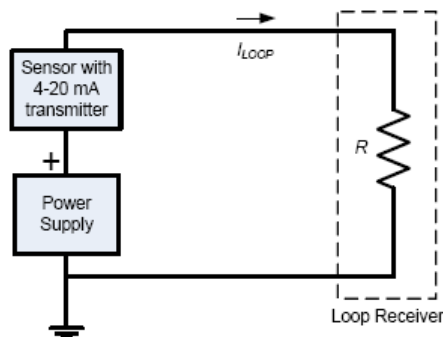 I_LOOP
Sensor with
4-20 mA
transmitter
+
Power
Supply
R
Loop Receiver